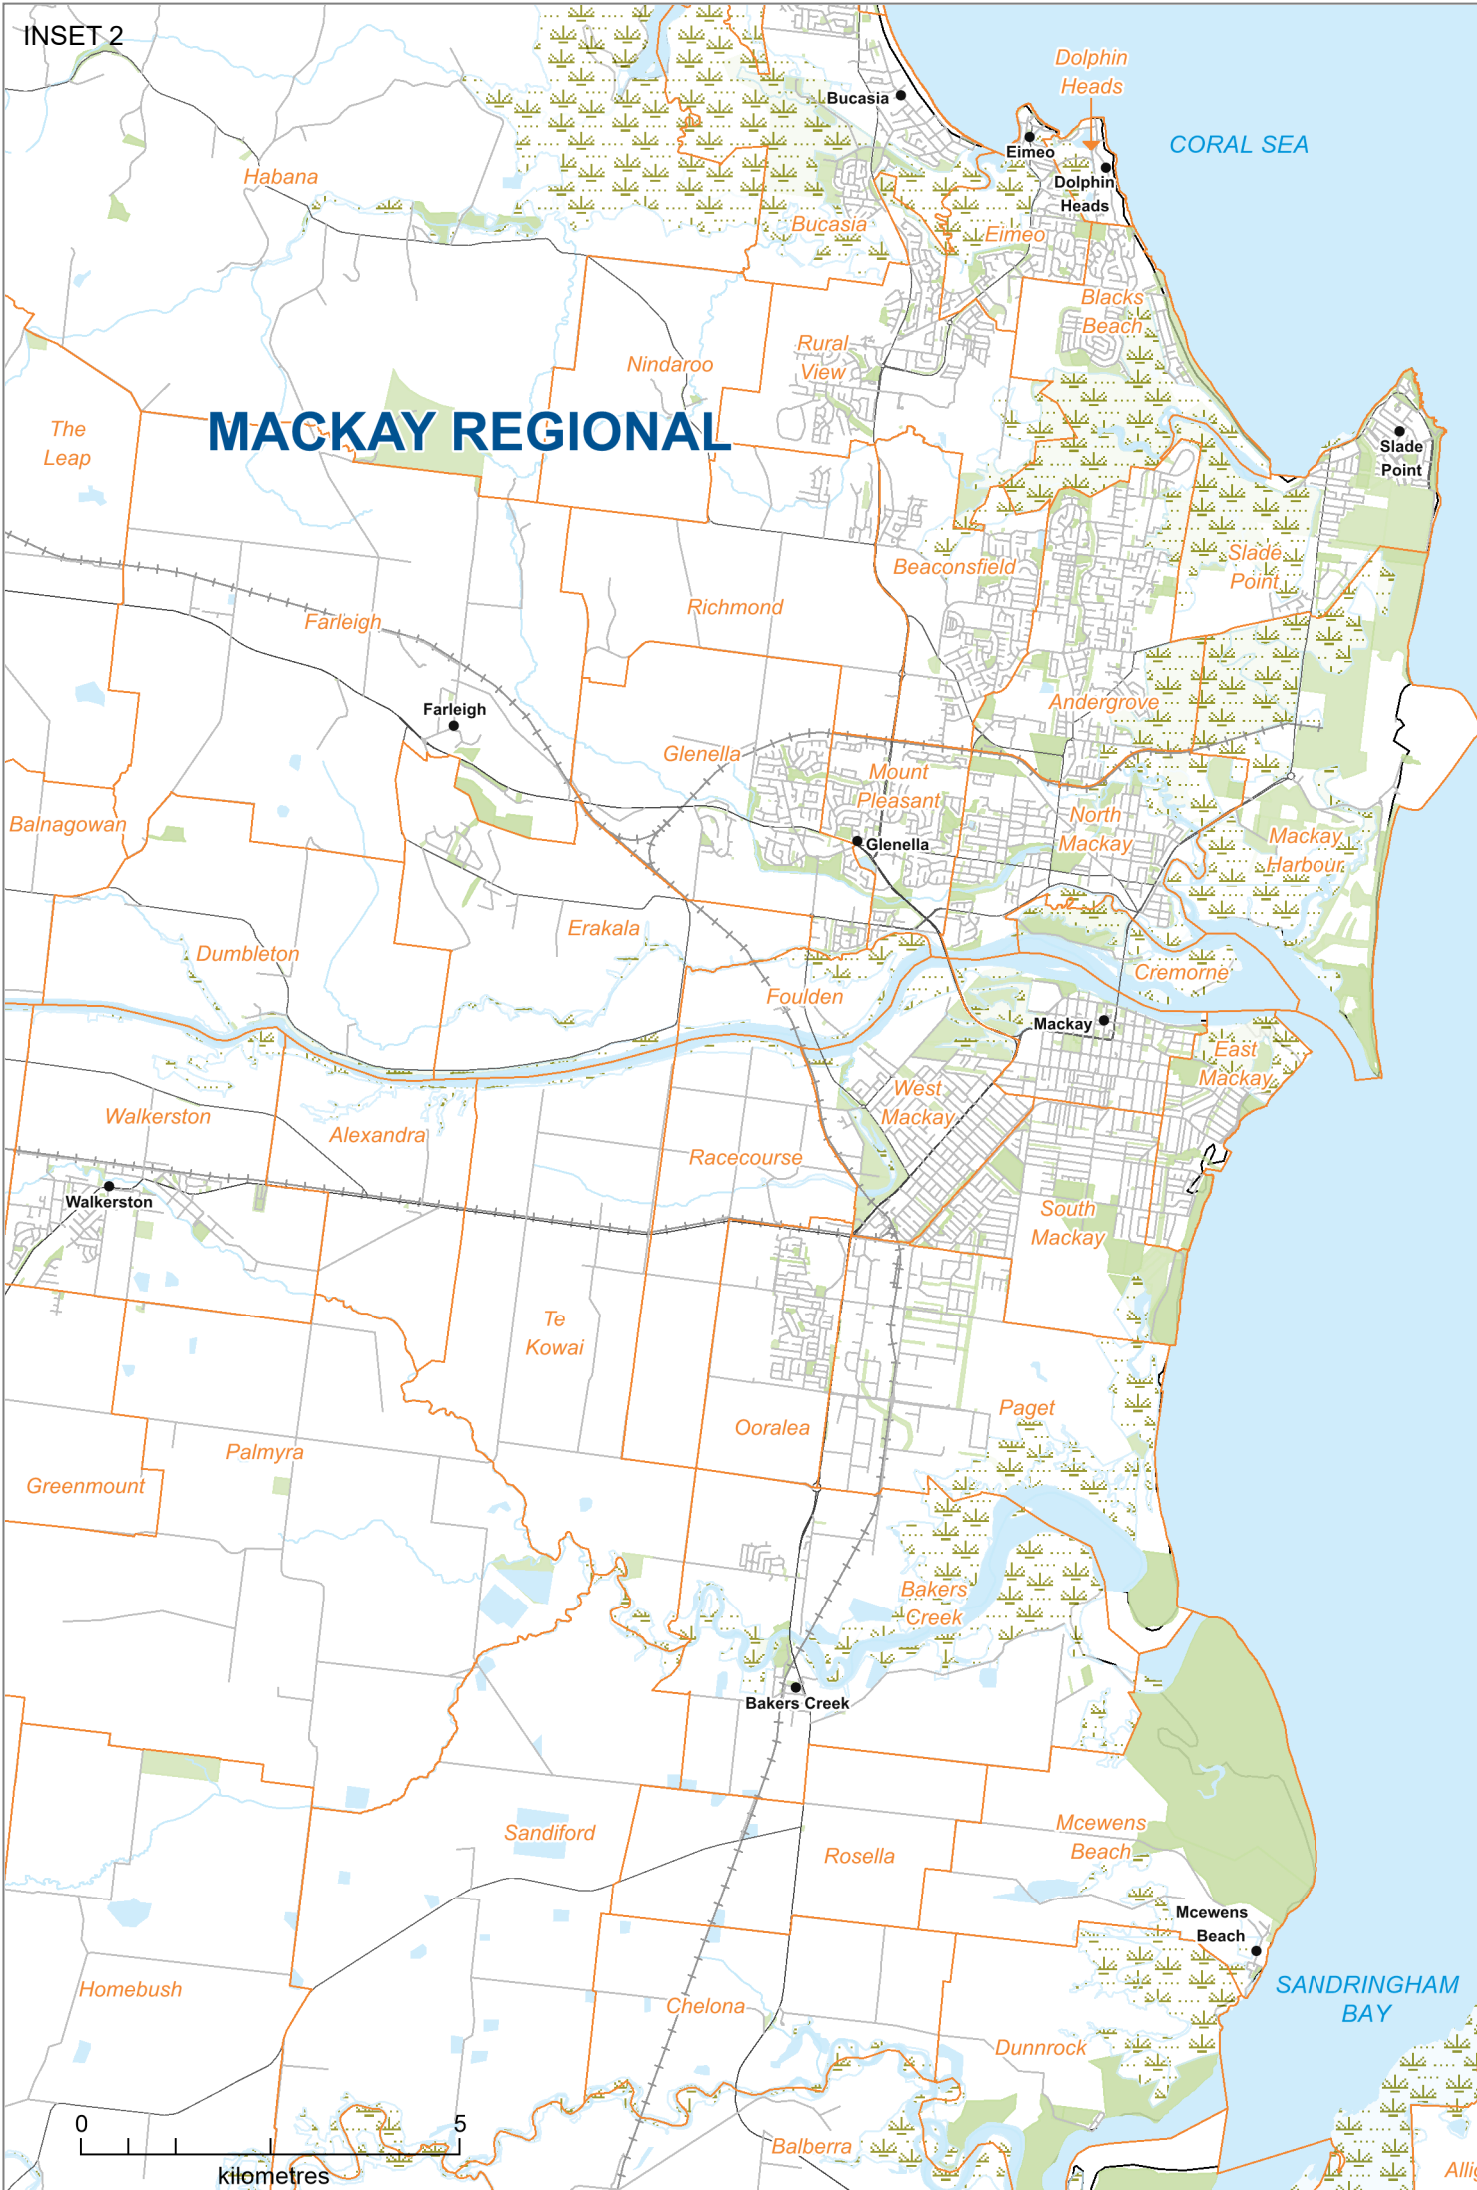 INSET 2
Dolphin
Heads
Bucasia
CORAL SEA
Eimeo
Habana
Dolphin
Heads
Bucasia
Eimeo
Blacks
Beach
Rural
View
Nindaroo
The
Leap
MACKAY REGIONAL
Slade
Point
Beaconsfield
Slade
Point
Richmond
Farleigh
Farleigh
Andergrove
Glenella
Mount
Pleasant
Balnagowan
North
Mackay
Glenella
Mackay
Harbour
Erakala
Dumbleton
Cremorne
Foulden
Mackay
East
Mackay
West
Mackay
Walkerston
Alexandra
Racecourse
Walkerston
South
Mackay
Te
Kowai
Paget
Ooralea
Palmyra
Greenmount
Bakers
Creek
Bakers Creek
Mcewens
Beach
Sandiford
Rosella
Mcewens
Beach
Homebush
SANDRINGHAM
BAY
Chelona
Dunnrock
0 5
kilometres
Balberra